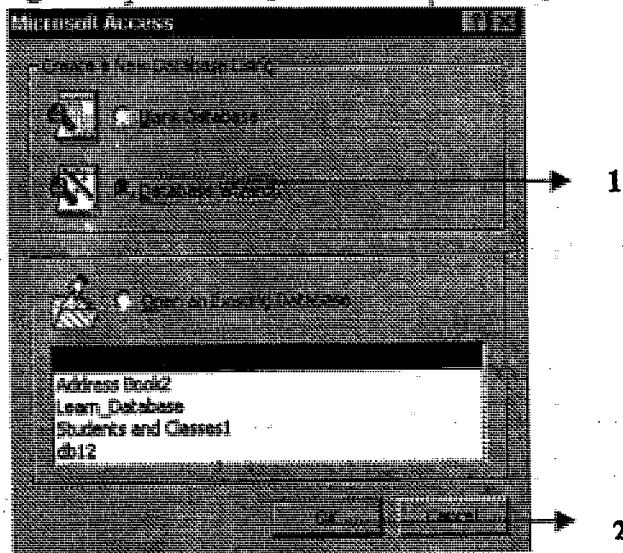 Microsoft Access
Create a New Database Using
Blank Database
Database Wizard
1
Open an Existing Database
Address Book2
Learn_Database
Students and Classes1
db12
OK
Cancel
2